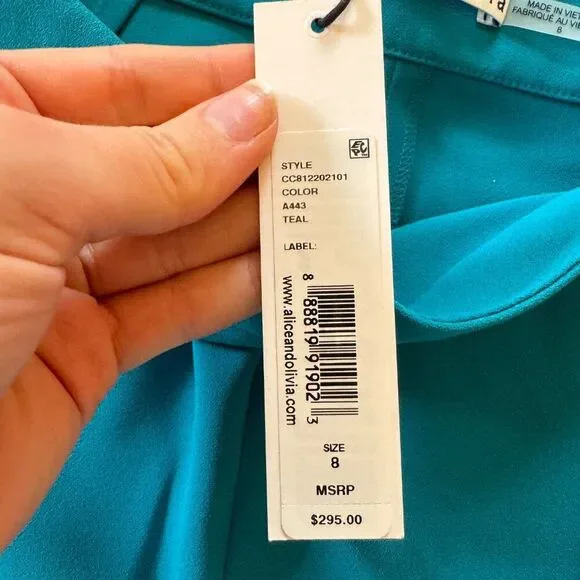 MADE IN VIET
FABRIQUÉ AU VIE
8
STYLE
CC812202101
COLOR
A443
TEAL
LABEL:
8 88819 91902 3
www.aliceandolivia.com
SIZE
8
MSRP
$295.00